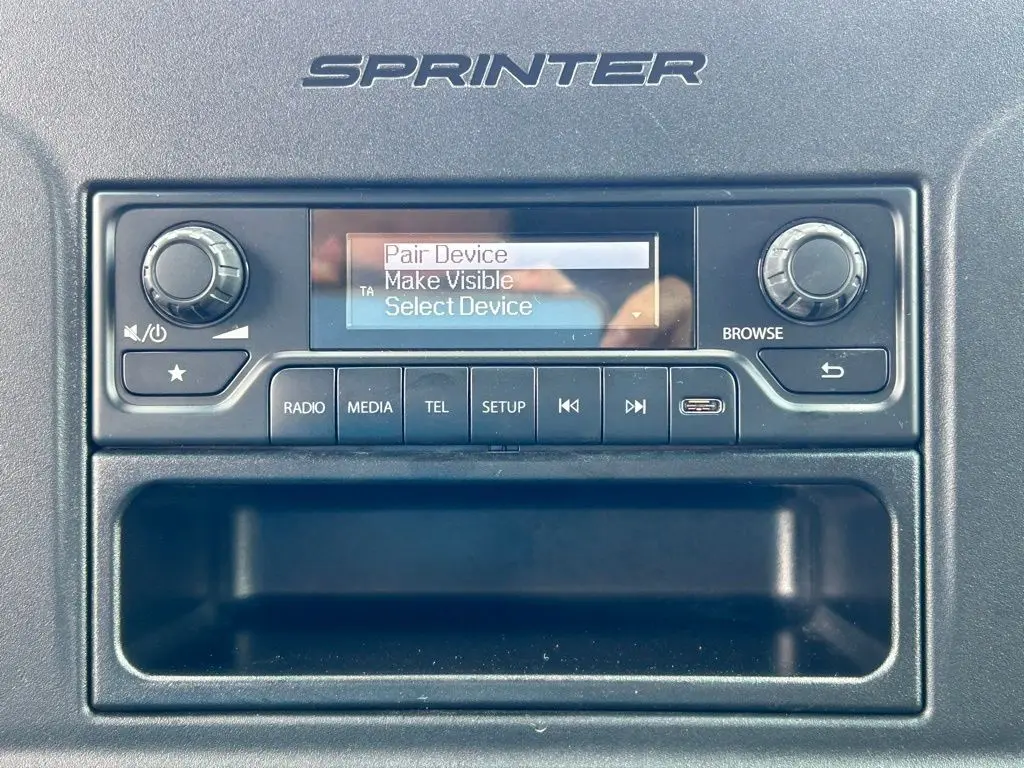 SPRINTER
Pair Device
Make Visible
TA
Select Device
BROWSE
RADIO
MEDIA
TEL
SETUP